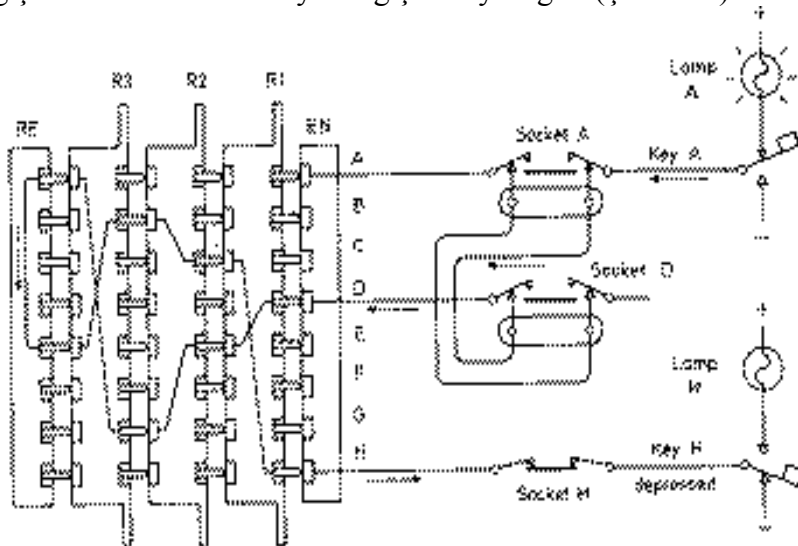 +
Lamp
A
R3 R2 R1
RE EN
Socket A
Key A
A
B
C
D
E
F
G
H
Socket D
+
Lamp
Key H
depressed
Socket H